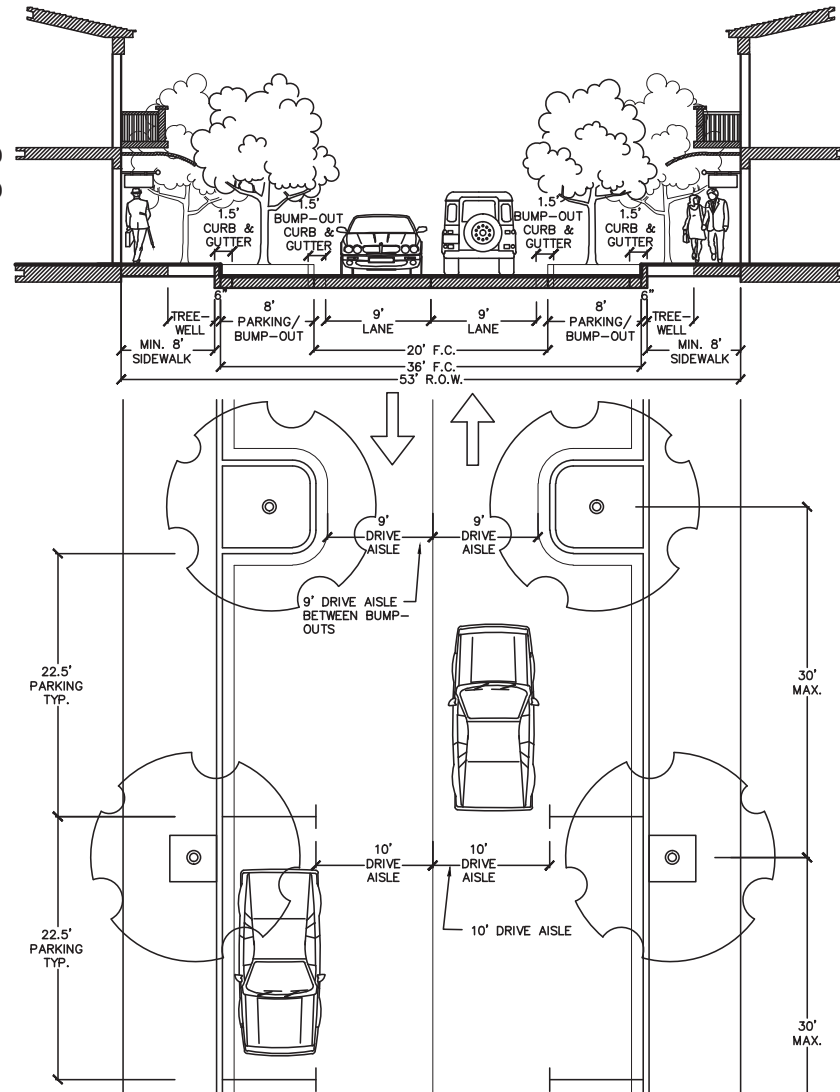 1.5'
CURB &
GUTTER
1.5'
BUMP-OUT
CURB &
GUTTER
1.5'
BUMP-OUT
CURB &
GUTTER
1.5'
CURB &
GUTTER
6"
TREE-
WELL
MIN. 8'
SIDEWALK
8'
PARKING/
BUMP-OUT
9'
LANE
9'
LANE
8'
PARKING/
BUMP-OUT
6"
TREE-
WELL
MIN. 8'
SIDEWALK
20' F.C.
36' F.C.
53' R.O.W.
9'
DRIVE
AISLE
9'
DRIVE
AISLE
9' DRIVE AISLE
BETWEEN BUMP-
OUTS
22.5'
PARKING
TYP.
30'
MAX.
10'
DRIVE
AISLE
10'
DRIVE
AISLE
10' DRIVE AISLE
22.5'
PARKING
TYP.
30'
MAX.